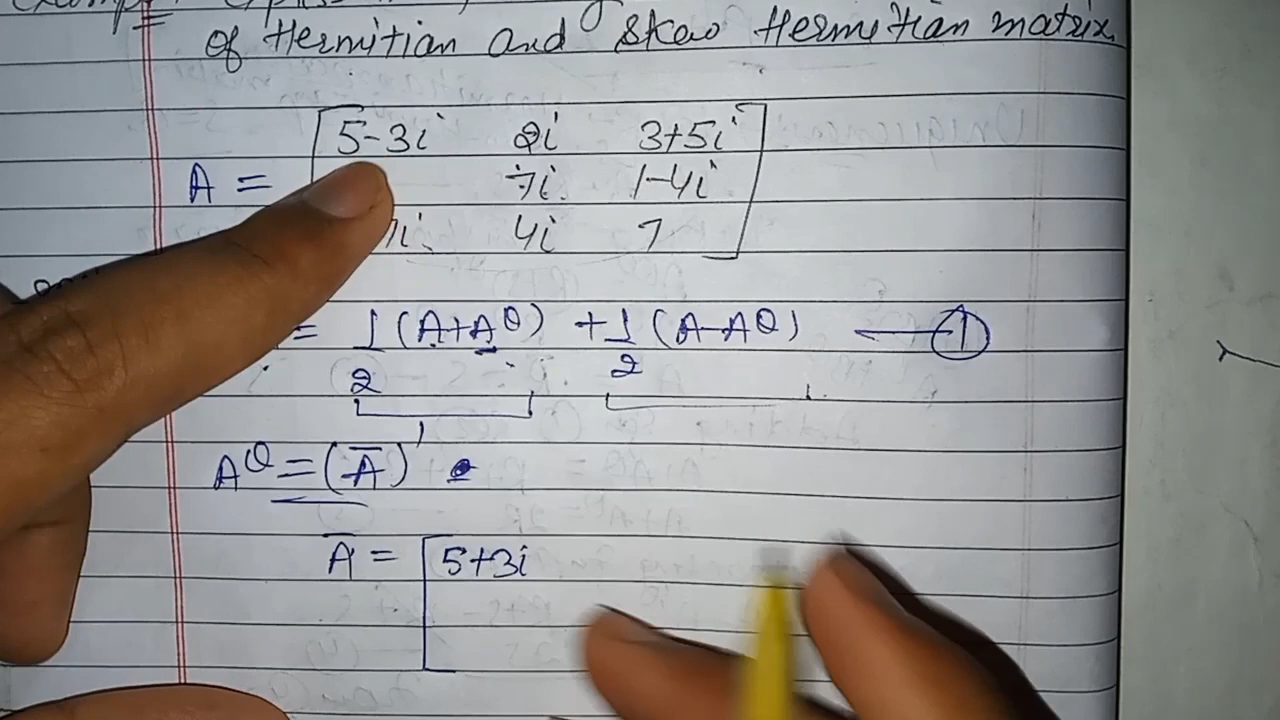 of Hermitian and Skew Hermitian matrix.
5-3i 2i 3+5i
A = 7i. 1-4i
4i 7
= 1/2 (A+A^θ) + 1/2 (A-A^θ) ① 
A^θ = (A̅)'
A̅ = [5+3i